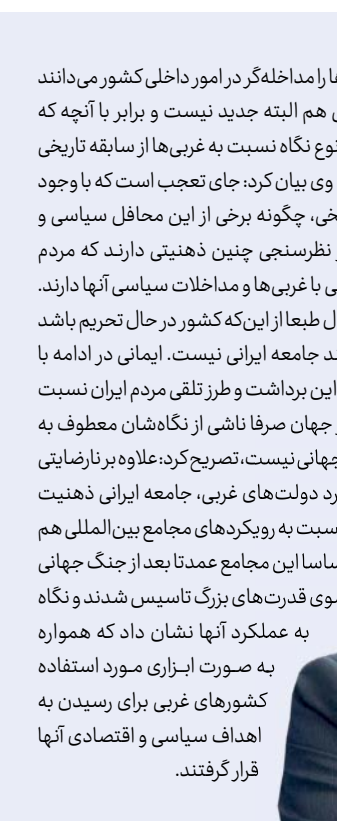 را مداخله‌گر در امور داخلی کشور می‌دانند
هم البته جدید نیست و برابر با آنچه که
نوع نگاه نسبت به غربی‌ها از سابقه تاریخی
وی بیان کرد: جای تعجب است که با وجود
چگونه برخی از این محافل سیاسی و
نظرسنجی چنین ذهنیتی دارند که مردم
با غربی‌ها و مداخلات سیاسی آنها دارند.
طبعا از این‌که کشور در حال تحریم باشد
جامعه ایرانی نیست. ایمانی در ادامه با
این برداشت و طرز تلقی مردم ایران نسبت
جهان صرفا ناشی از نگاه‌شان معطوف به
جهانی نیست، تصریح کرد: علاوه بر نارضایتی
دولت‌های غربی، جامعه ایرانی ذهنیت
نسبت به رویکردهای مجامع بین‌المللی هم
این مجامع عمدتا بعد از جنگ جهانی
قدرت‌های بزرگ تاسیس شدند و نگاه
به عملکرد آنها نشان داد که همواره
به صورت ابزاری مورد استفاده
کشورهای غربی برای رسیدن به
اهداف سیاسی و اقتصادی آنها
قرار گرفتند.